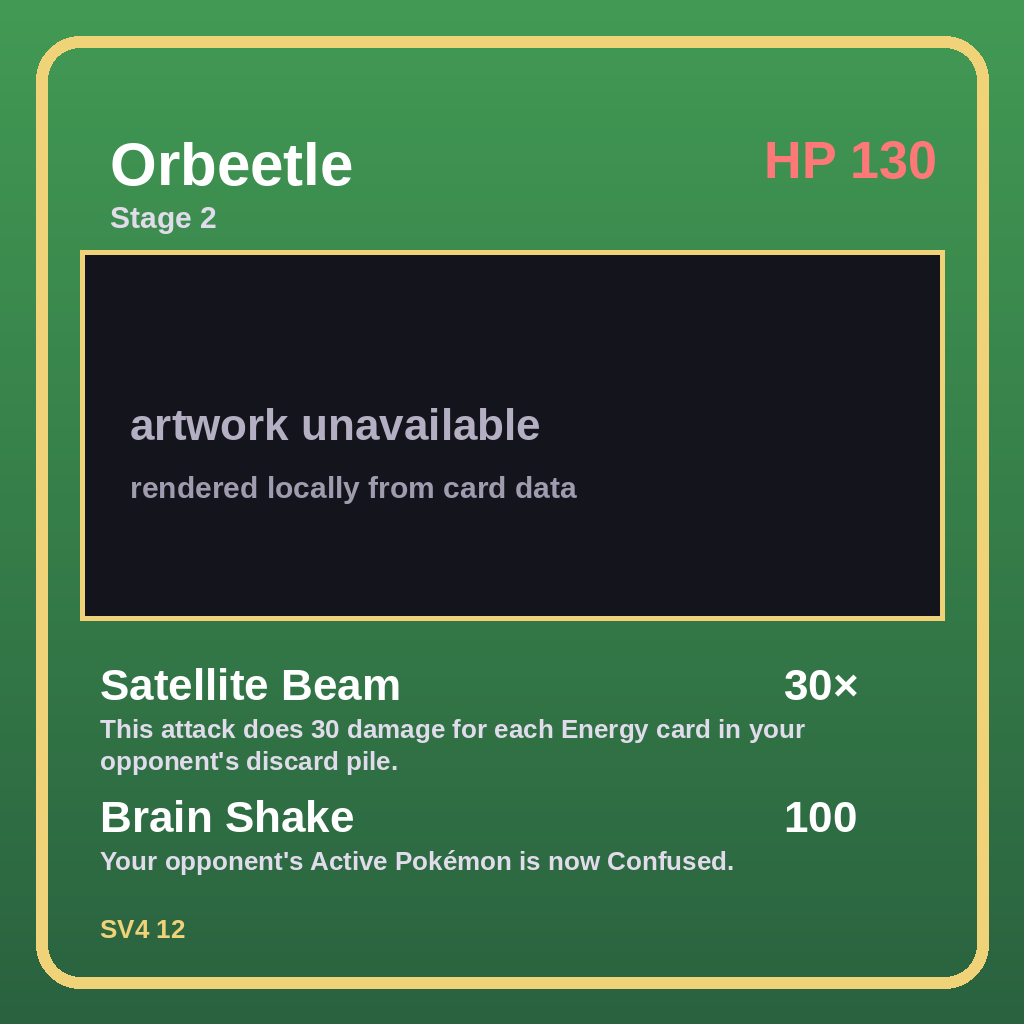 Orbeetle
HP 130
Stage 2
artwork unavailable
rendered locally from card data
Satellite Beam
30×
This attack does 30 damage for each Energy card in your
opponent's discard pile.
Brain Shake
100
Your opponent's Active Pokémon is now Confused.
SV4 12